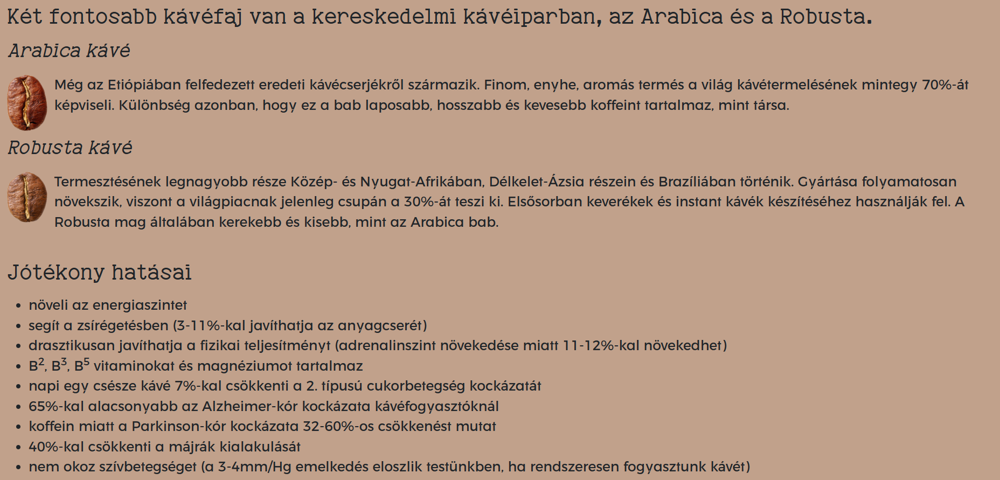 Két fontosabb kávéfaj van a kereskedelmi kávéiparban, az Arabica és a Robusta.
Arabica kávé
Még az Etiópiában felfedezett eredeti kávécserjékről származik. Finom, enyhe, aromás termés a világ kávétermelésének mintegy 70%-át
képviseli. Különbség azonban, hogy ez a bab laposabb, hosszabb és kevesebb koffeint tartalmaz, mint társa.
Robusta kávé
Termesztésének legnagyobb része Közép- és Nyugat-Afrikában, Délkelet-Ázsia részein és Brazíliában történik. Gyártása folyamatosan
növekszik, viszont a világpiacnak jelenleg csupán a 30%-át teszi ki. Elsősorban keverékek és instant kávék készítéséhez használják fel. A
Robusta mag általában kerekebb és kisebb, mint az Arabica bab.
Jótékony hatásai
• növeli az energiaszintet
• segít a zsírégetésben (3-11%-kal javíthatja az anyagcserét)
• drasztikusan javíthatja a fizikai teljesítményt (adrenalinszint növekedése miatt 11-12%-kal növekedhet)
• B², B³, B⁵ vitaminokat és magnéziumot tartalmaz
• napi egy csésze kávé 7%-kal csökkenti a 2. típusú cukorbetegség kockázatát
• 65%-kal alacsonyabb az Alzheimer-kór kockázata kávéfogyasztóknál
• koffein miatt a Parkinson-kór kockázata 32-60%-os csökkenést mutat
• 40%-kal csökkenti a májrák kialakulását
• nem okoz szívbetegséget (a 3-4mm/Hg emelkedés eloszlik testünkben, ha rendszeresen fogyasztunk kávét)